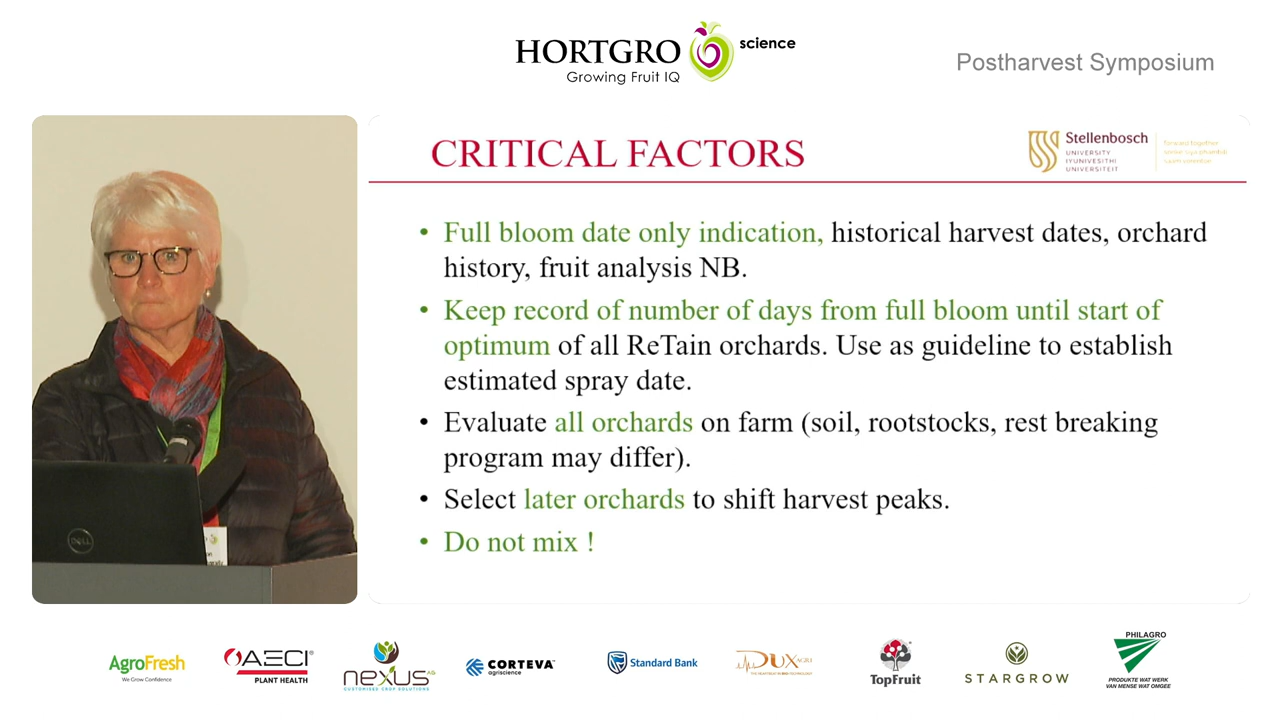 HORTGRO science
Growing Fruit IQ
Postharvest Symposium
CRITICAL FACTORS
Stellenbosch
UNIVERSITY
IYUNIVESITHI
UNIVERSITEIT
forward together
• Full bloom date only indication, historical harvest dates, orchard
history, fruit analysis NB.
• Keep record of number of days from full bloom until start of
optimum of all ReTain orchards. Use as guideline to establish
estimated spray date.
• Evaluate all orchards on farm (soil, rootstocks, rest breaking
program may differ).
• Select later orchards to shift harvest peaks.
• Do not mix !
DELL
AgroFresh
We Grow Confidence
AECI
PLANT HEALTH
nexus AG
CUSTOMISED CROP SOLUTIONS
CORTEVA
agriscience
Standard Bank
DUX AGRI
TopFruit
STARGROW
PHILAGRO
PRODUKTE WAT WERK
VAN MENSE WAT OMGEE